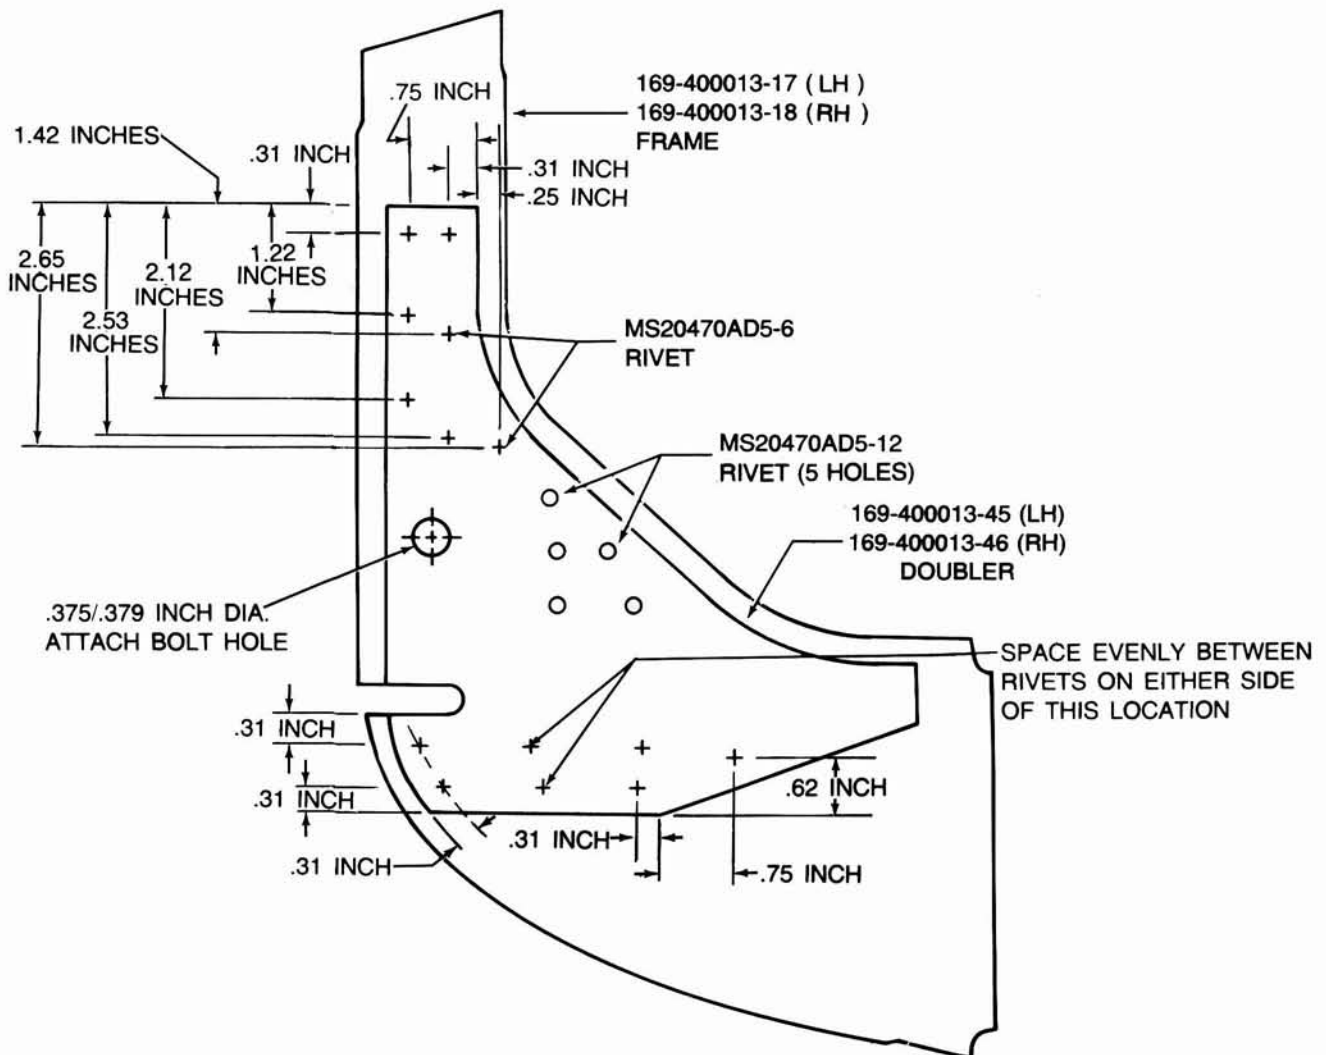 .75 INCH
169-400013-17 ( LH )
169-400013-18 (RH )
FRAME
1.42 INCHES
.31 INCH
.31 INCH
.25 INCH
2.65
INCHES
2.53
INCHES
2.12
INCHES
1.22
INCHES
MS20470AD5-6
RIVET
MS20470AD5-12
RIVET (5 HOLES)
169-400013-45 (LH)
169-400013-46 (RH)
DOUBLER
.375/.379 INCH DIA.
ATTACH BOLT HOLE
SPACE EVENLY BETWEEN
RIVETS ON EITHER SIDE
OF THIS LOCATION
.31 INCH
.31 INCH
.31 INCH
.31 INCH
.62 INCH
.75 INCH